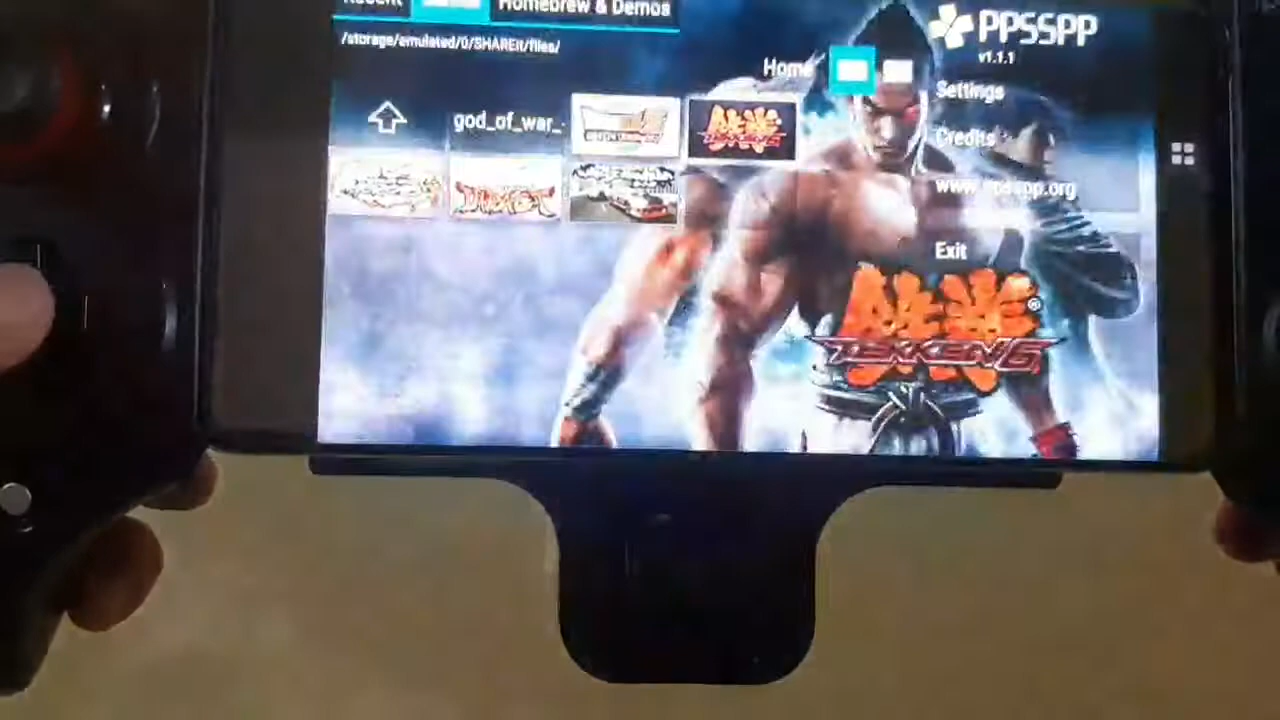 Recent
Homebrew & Demos
PPSSPP
v1.1.1
/storage/emulated/0/SHAREit/files/
Home
Settings
god_of_war_-
Credits
Exit
鉄拳
TEKKEN 6